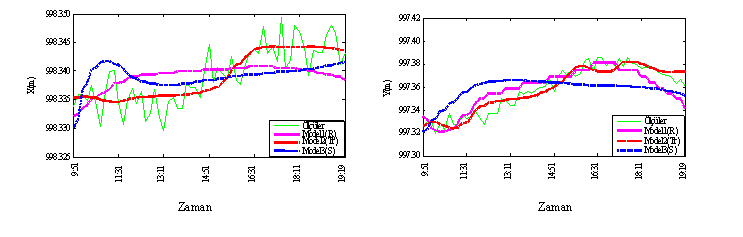 998.350
998.345
998.340
998.335
998.330
998.325
X(m)
Ölçüler
Model1(R)
Model2(Tr)
Model3(S)
9:51
11:31
13:11
14:51
16:31
18:11
19:19
Zaman
997.42
997.40
997.38
997.36
997.34
997.32
997.30
Y(m)
Ölçüler
Model1(R)
Model2(Tr)
Model3(S)
9:51
11:31
13:11
14:51
16:31
18:11
19:19
Zaman